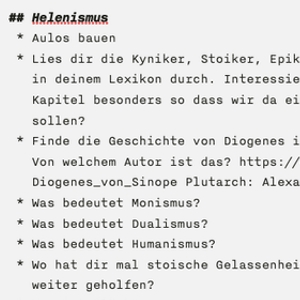 ## Helenismus
* Aulos bauen
* Lies dir die Kyniker, Stoiker, Epik
in deinem Lexikon durch. Interessie
Kapitel besonders so dass wir da ei
sollen?
* Finde die Geschichte von Diogenes i
Von welchem Autor ist das? https://
Diogenes_von_Sinope Plutarch: Alexa
* Was bedeutet Monismus?
* Was bedeutet Dualismus?
* Was bedeutet Humanismus?
* Wo hat dir mal stoische Gelassenhei
weiter geholfen?